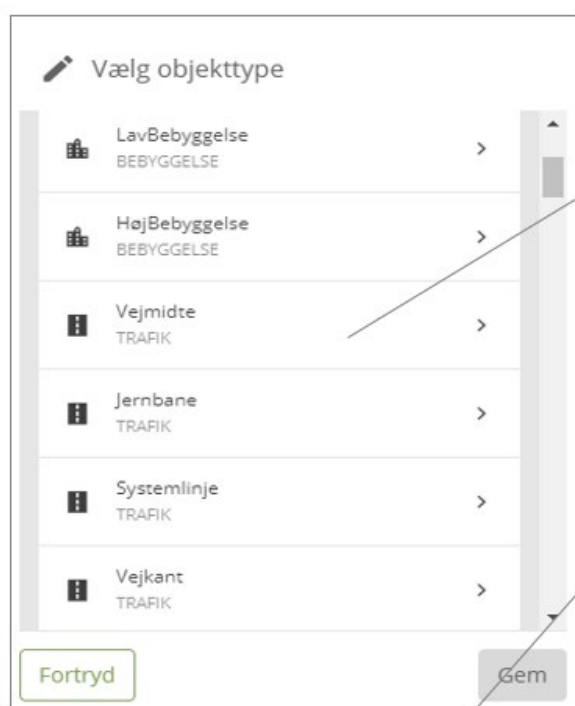 Vælg objekttype
LavBebyggelse
BEBYGGELSE
HøjBebyggelse
BEBYGGELSE
Vejmidte
TRAFIK
Jernbane
TRAFIK
Systemlinje
TRAFIK
Vejkant
TRAFIK
Fortryd
Gem